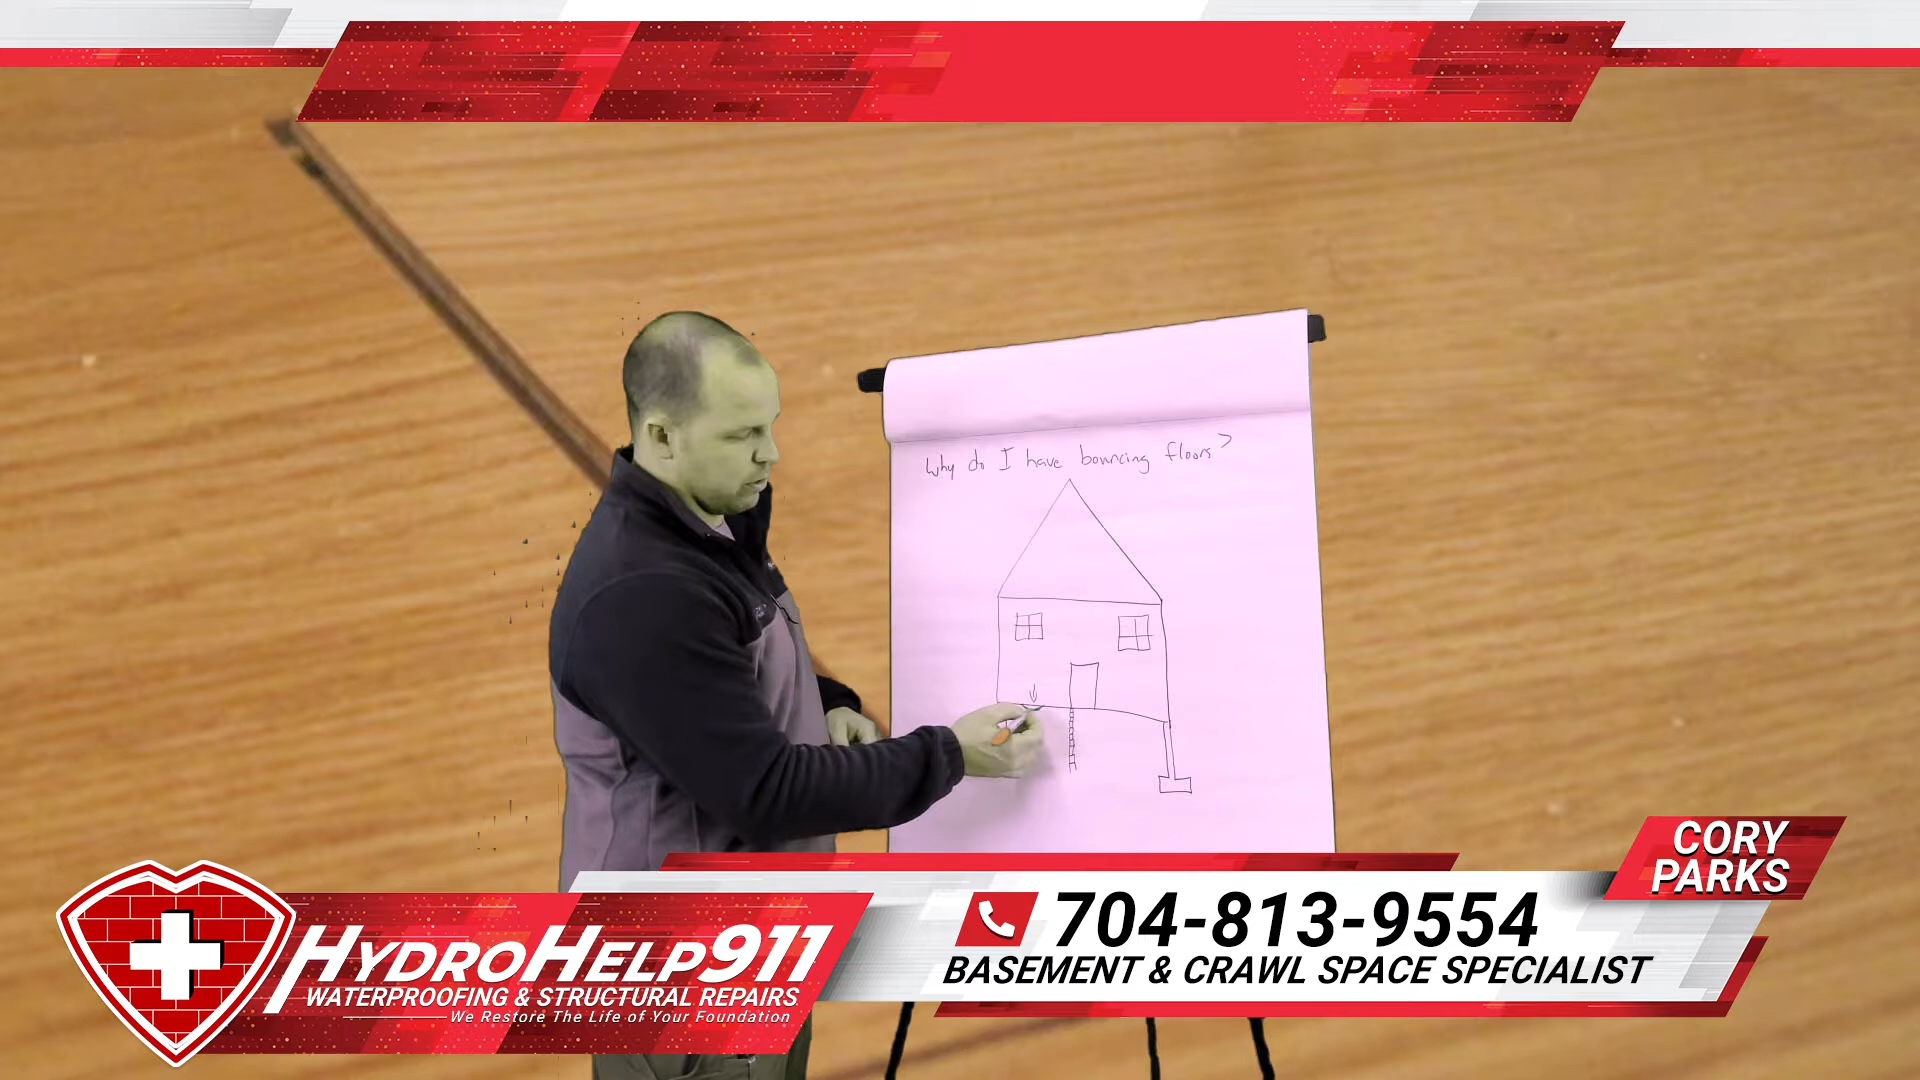 Why do I have bouncing floors?
CORY
PARKS
704-813-9554
BASEMENT & CRAWL SPACE SPECIALIST
HYDROHELP911
WATERPROOFING & STRUCTURAL REPAIRS
We Restore The Life of Your Foundation